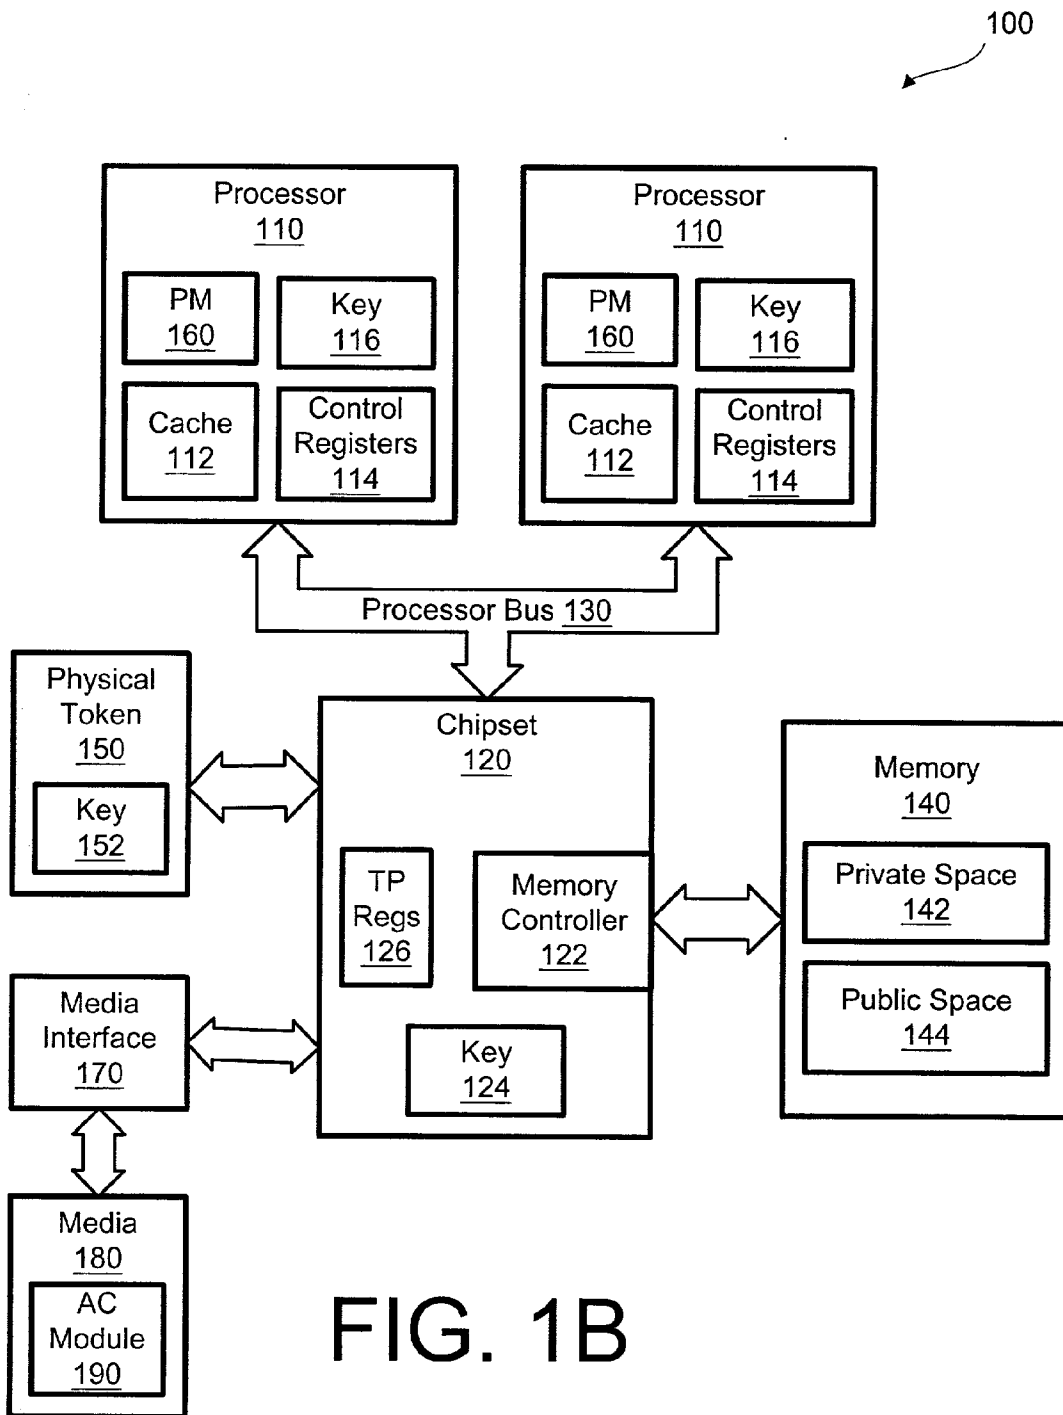 100
Processor
110
PM
160
Key
116
Cache
112
Control
Registers
114
Processor
110
PM
160
Key
116
Cache
112
Control
Registers
114
Processor Bus 130
Physical
Token
150
Key
152
Chipset
120
TP
Regs
126
Memory
Controller
122
Key
124
Memory
140
Private Space
142
Public Space
144
Media
Interface
170
Media
180
AC
Module
190
FIG. 1B